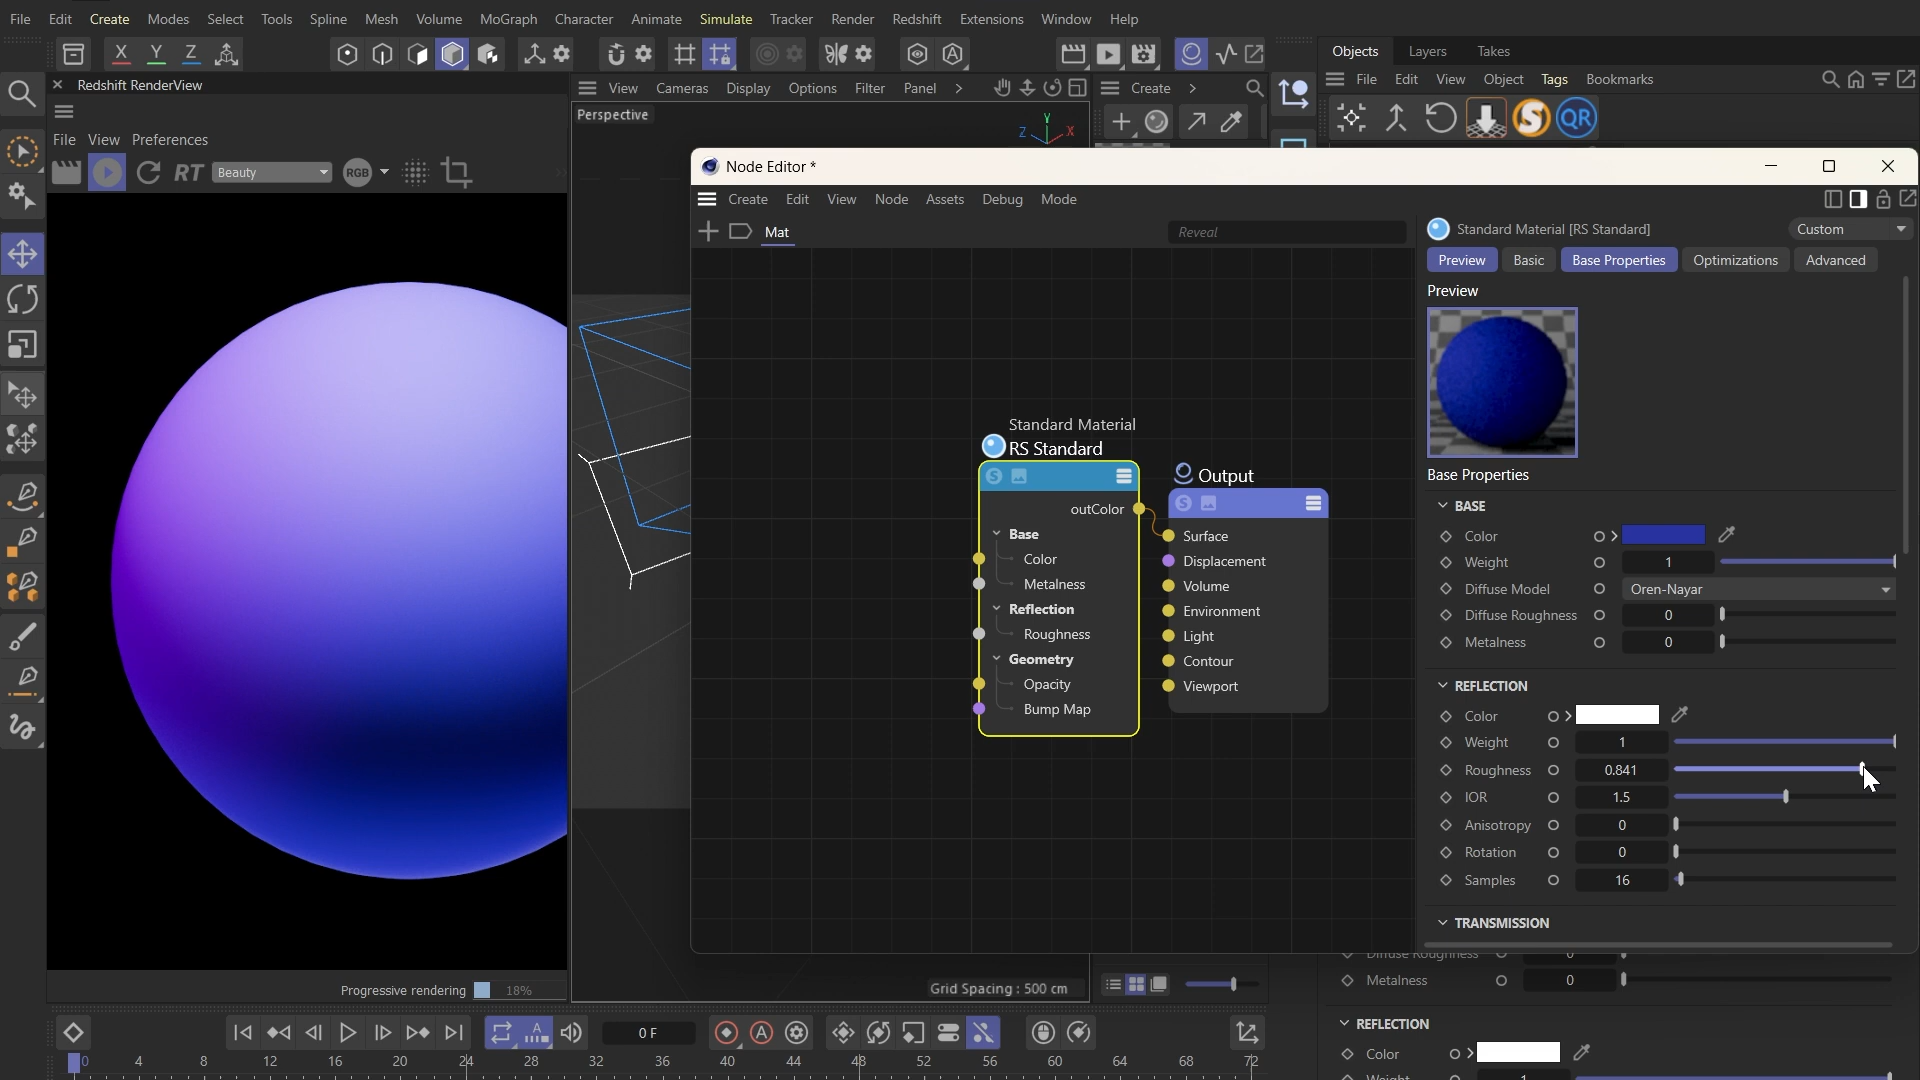 File Edit Create Modes Select Tools Spline Mesh Volume MoGraph Character Animate Simulate Tracker Render Redshift Extensions Window Help
X Y Z
Objects Layers Takes
Redshift RenderView
View Cameras Display Options Filter Panel
Create
File Edit View Object Tags Bookmarks
Perspective
Y
Z X
S QR
File View Preferences
RT Beauty RGB
Node Editor *
Create Edit View Node Assets Debug Mode
Mat
Reveal
Standard Material [RS Standard]
Custom
Preview Basic Base Properties Optimizations Advanced
Preview
Standard Material
RS Standard
Output
outColor
Base
Color
Metalness
Reflection
Roughness
Geometry
Opacity
Bump Map
Surface
Displacement
Volume
Environment
Light
Contour
Viewport
Base Properties
BASE
Color
Weight 1
Diffuse Model Oren-Nayar
Diffuse Roughness 0
Metalness 0
REFLECTION
Color
Weight 1
Roughness 0.841
IOR 1.5
Anisotropy 0
Rotation 0
Samples 16
TRANSMISSION
Diffuse Roughness 0
Metalness 0
REFLECTION
Color
Weight 1
Progressive rendering 18%
Grid Spacing : 500 cm
0 F
0 4 8 12 16 20 24 28 32 36 40 44 48 52 56 60 64 68 72